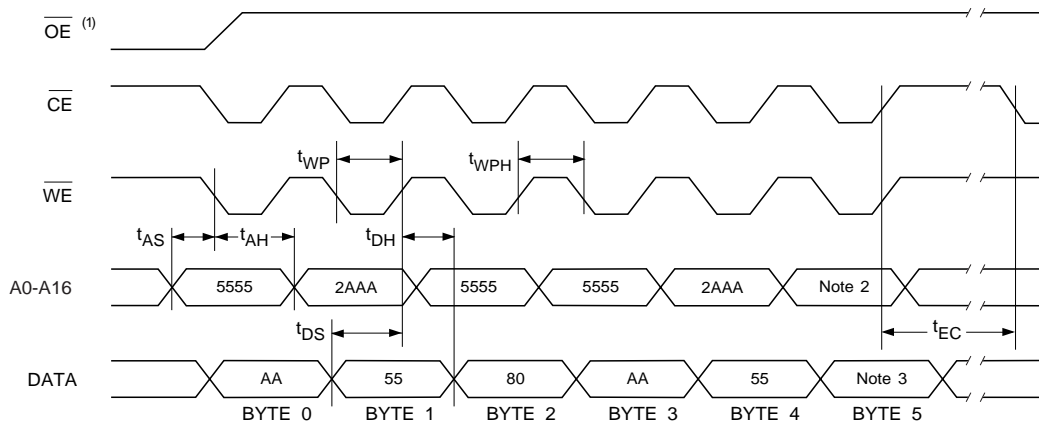 OE (1)
CE
tWP tWPH
WE
tAS tAH tDH
A0-A16 5555 2AAA 5555 5555 2AAA Note 2
tDS tEC
DATA AA 55 80 AA 55 Note 3
BYTE 0 BYTE 1 BYTE 2 BYTE 3 BYTE 4 BYTE 5